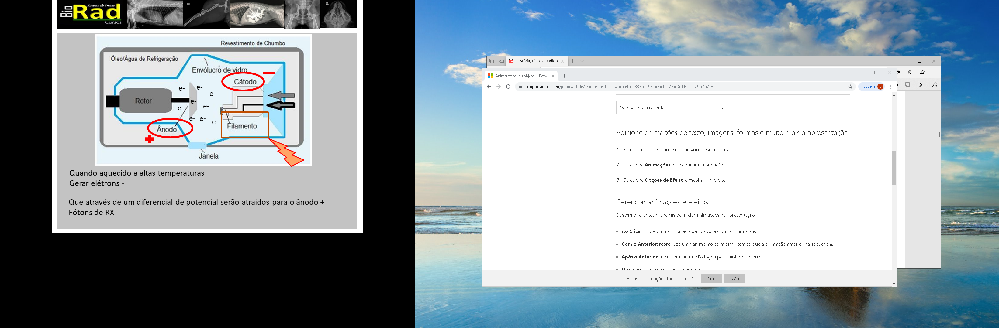 Sistema de Ensino
Bio Rad
Cursos
Revestimento de Chumbo
Óleo/Água de Refrigeração
Envólucro de vidro
Cátodo
e-
e-
e-
Rotor
e-
e-
e-
e-
e-
e-
Filamento
Ânodo
Janela
Quando aquecido a altas temperaturas
Gerar elétrons -
Que através de um diferencial de potencial serão atraidos para o ânodo +
Fótons de RX
História, Fisica e Radiop
Animar textos ou objetos - Power
support.office.com/pt-br/article/animar-textos-ou-objetos-305a1c94-83b1-4778-8df5-fcf7a9b7b7c6
Pausada U
Versões mais recentes
Adicione animações de texto, imagens, formas e muito mais à apresentação.
1. Selecione o objeto ou texto que você deseja animar.
2. Selecione Animações e escolha uma animação.
3. Selecione Opções de Efeito e escolha um efeito.
Gerenciar animações e efeitos
Existem diferentes maneiras de iniciar animações na apresentação:
Ao Clicar: inicie uma animação quando você clicar em um slide.
Com o Anterior: reproduza uma animação ao mesmo tempo que a animação anterior na sequência.
Após a Anterior: inicie uma animação logo após a anterior ocorrer.
Duração: aumente ou reduza um efeito
Essas informações foram úteis? Sim Não